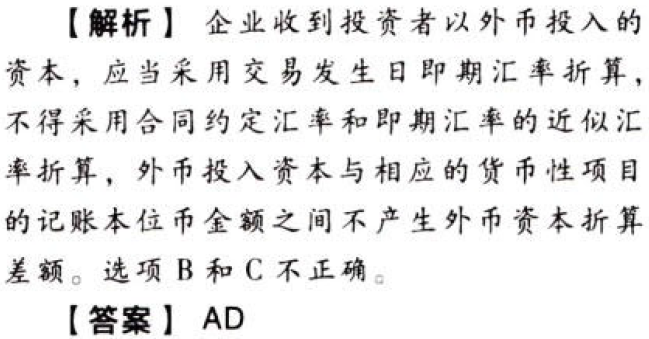 【解析】 企业收到投资者以外币投入的
资本，应当采用交易发生日即期汇率折算，
不得采用合同约定汇率和即期汇率的近似汇
率折算，外币投入资本与相应的货币性项目
的记账本位币金额之间不产生外币资本折算
差额。选项 B 和 C 不正确。
【答案】 AD